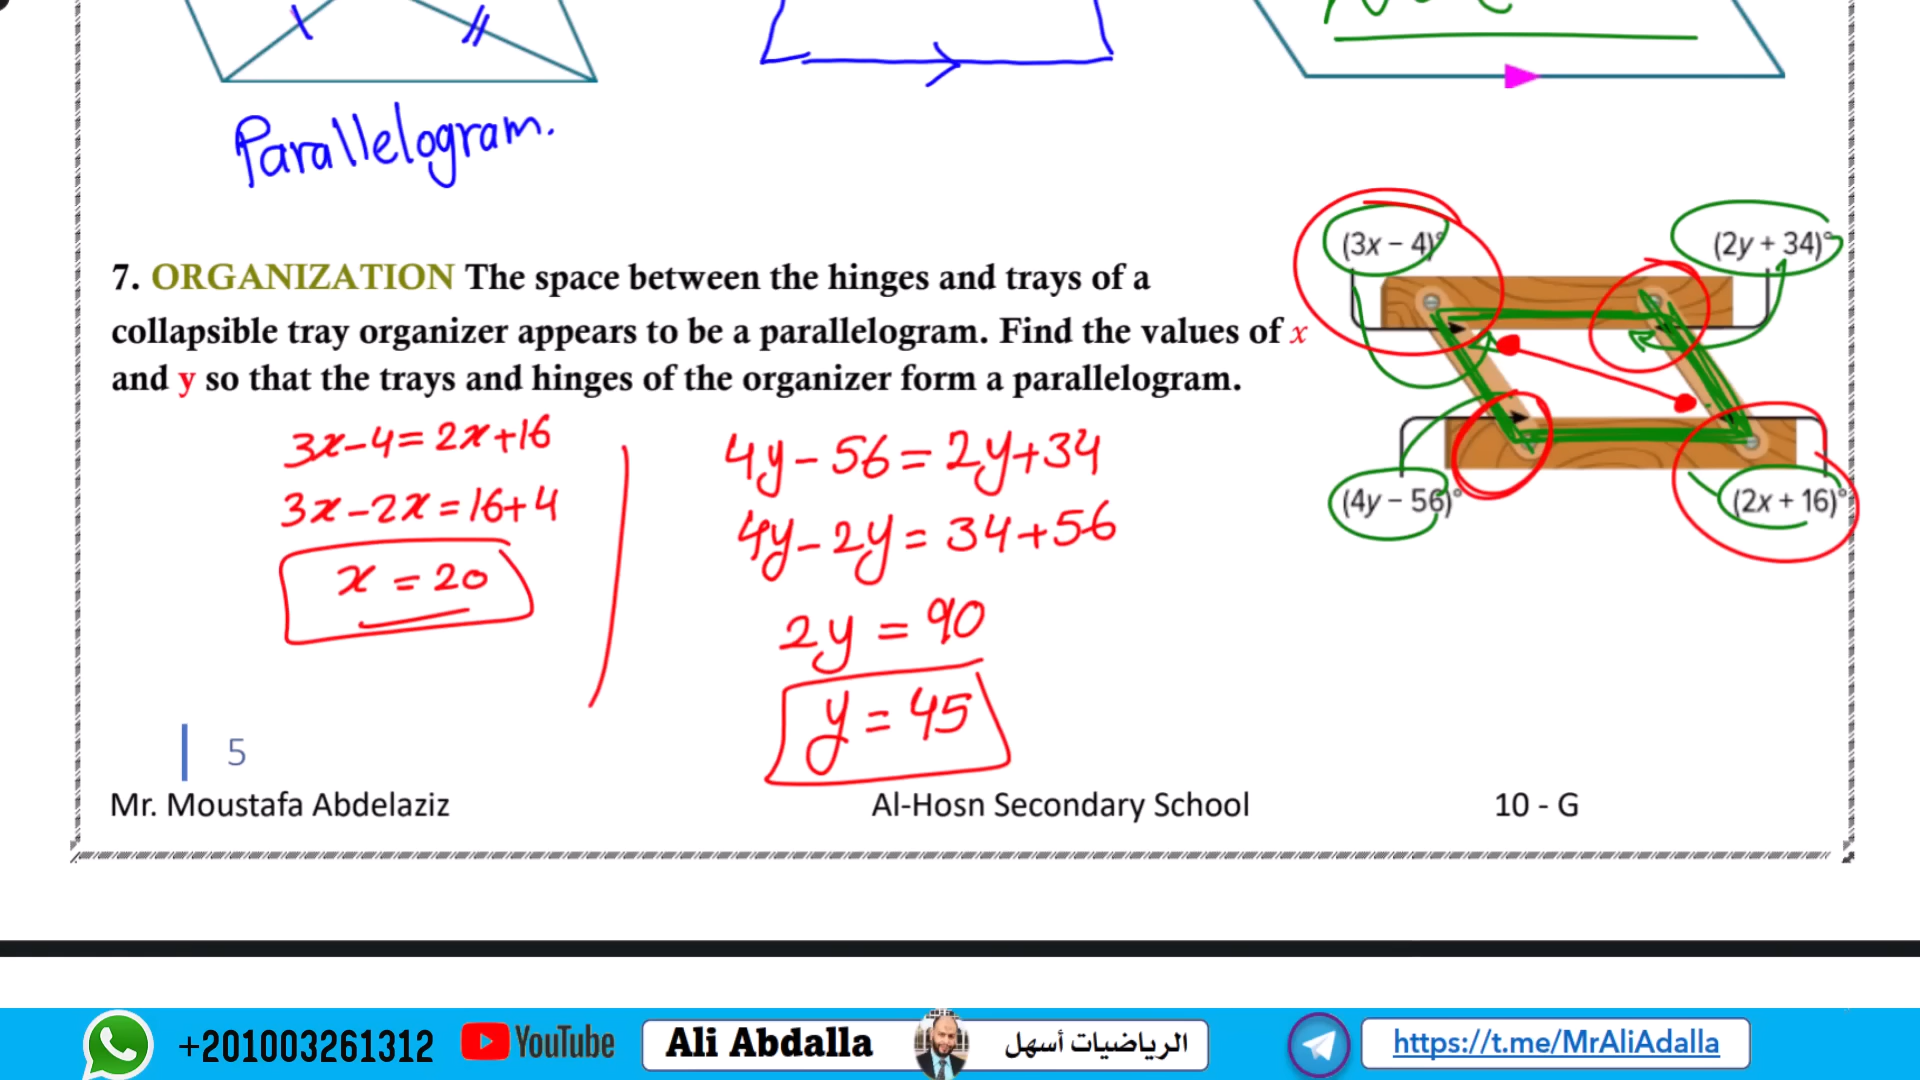 Parallelogram.
(3x – 4)°
(2y + 34)°
7. ORGANIZATION The space between the hinges and trays of a
collapsible tray organizer appears to be a parallelogram. Find the values of x
and y so that the trays and hinges of the organizer form a parallelogram.
(4y – 56)°
(2x + 16)°
3x-4=2x+16
3x-2x=16+4
x = 20
4y-56=2y+34
4y-2y=34+56
2y = 90
y = 45
5
Mr. Moustafa Abdelaziz Al-Hosn Secondary School 10 - G
+201003261312 YouTube Ali Abdalla الرياضيات أسهل https://t.me/MrAliAdalla